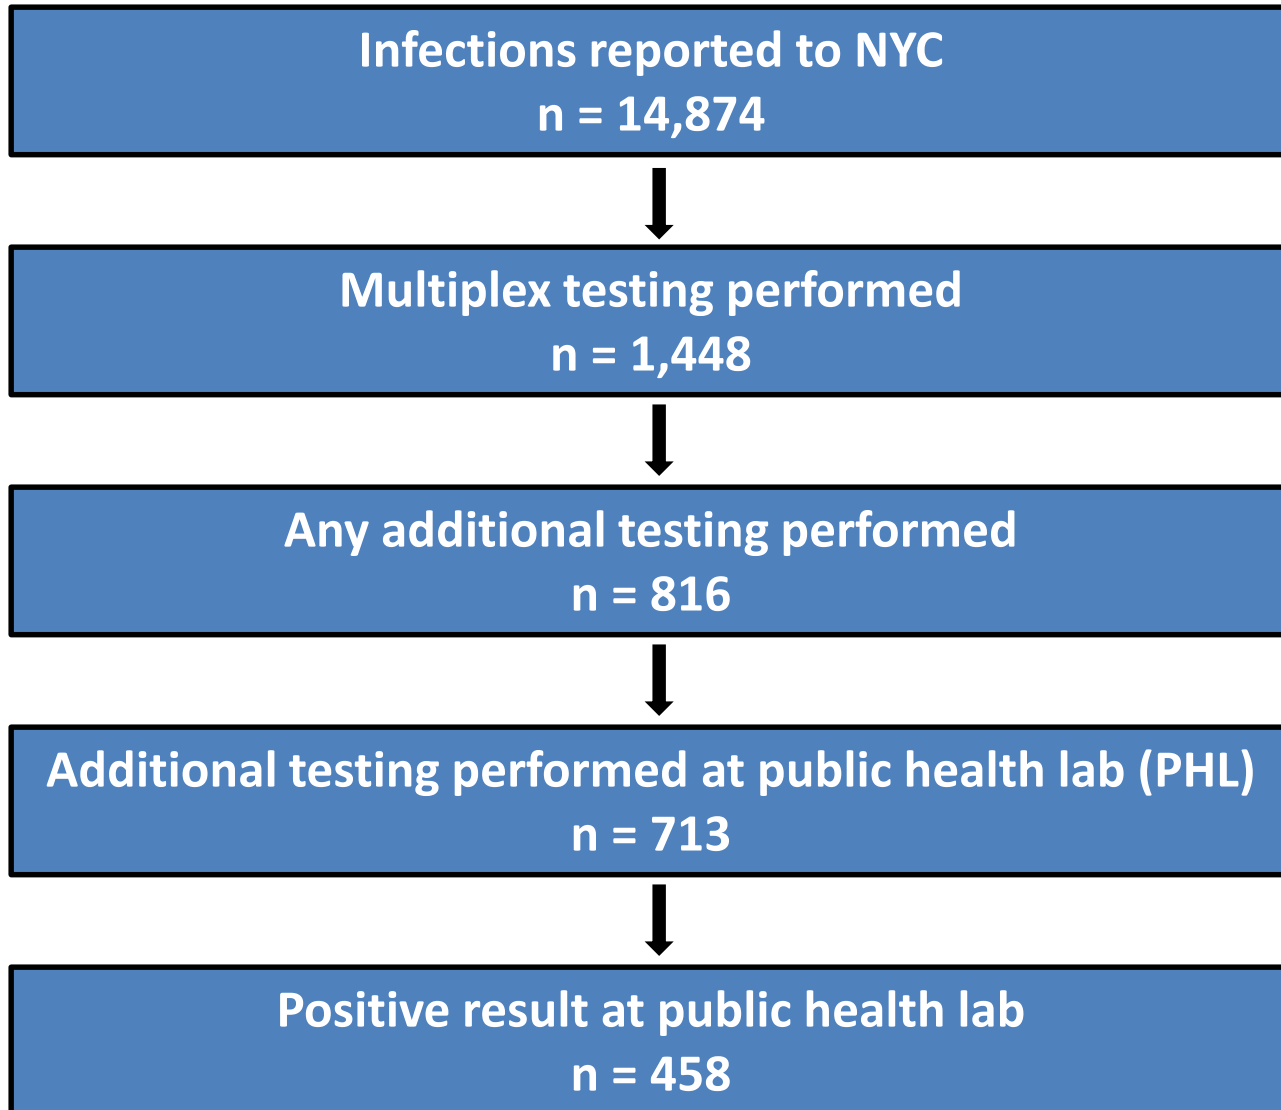 Infections reported to NYC
n = 14,874
Multiplex testing performed
n = 1,448
Any additional testing performed
n = 816
Additional testing performed at public health lab (PHL)
n = 713
Positive result at public health lab
n = 458